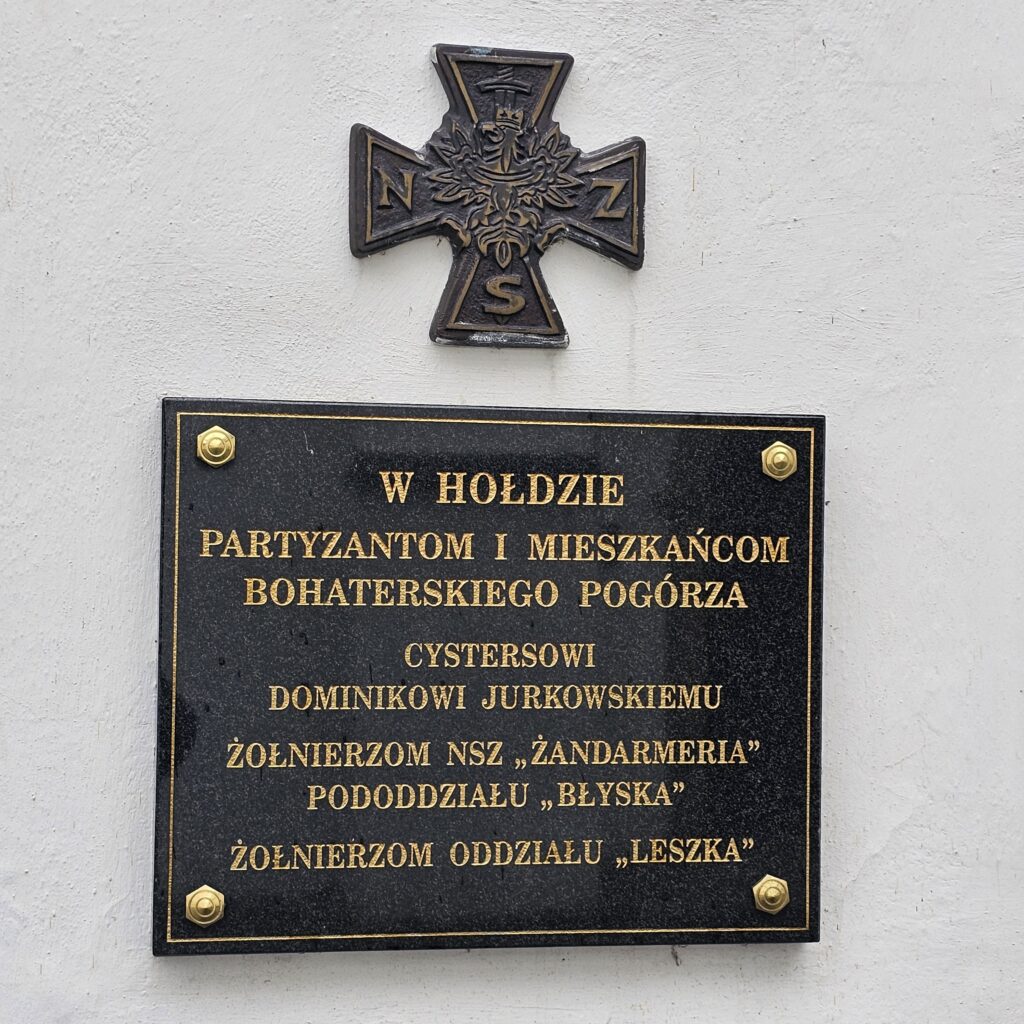 N Z
S
W HOŁDZIE
PARTYZANTOM I MIESZKAŃCOM
BOHATERSKIEGO POGÓRZA
CYSTERSOWI
DOMINIKOWI JURKOWSKIEMU
ŻOŁNIERZOM NSZ „ŻANDARMERIA”
PODODDZIAŁU „BŁYSKA”
ŻOŁNIERZOM ODDZIAŁU „LESZKA”